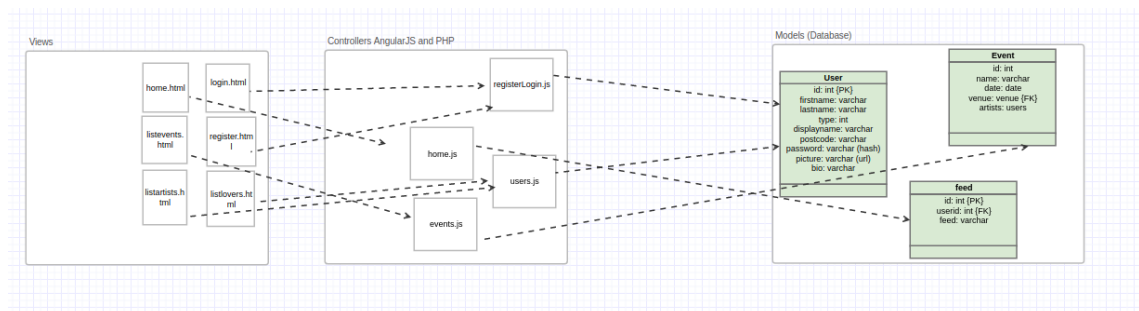 Views
home.html
login.html
listevents.
html
register.htm
l
listartists.h
tml
listlovers.ht
ml
Controllers AngularJS and PHP
registerLogin.js
home.js
users.js
events.js
Models (Database)
User
id: int {PK}
firstname: varchar
lastname: varchar
type: int
displayname: varchar
postcode: varchar
password: varchar (hash)
picture: varchar (url)
bio: varchar
Event
id: int
name: varchar
date: date
venue: venue {FK}
artists: users
feed
id: int {PK}
userid: int {FK}
feed: varchar